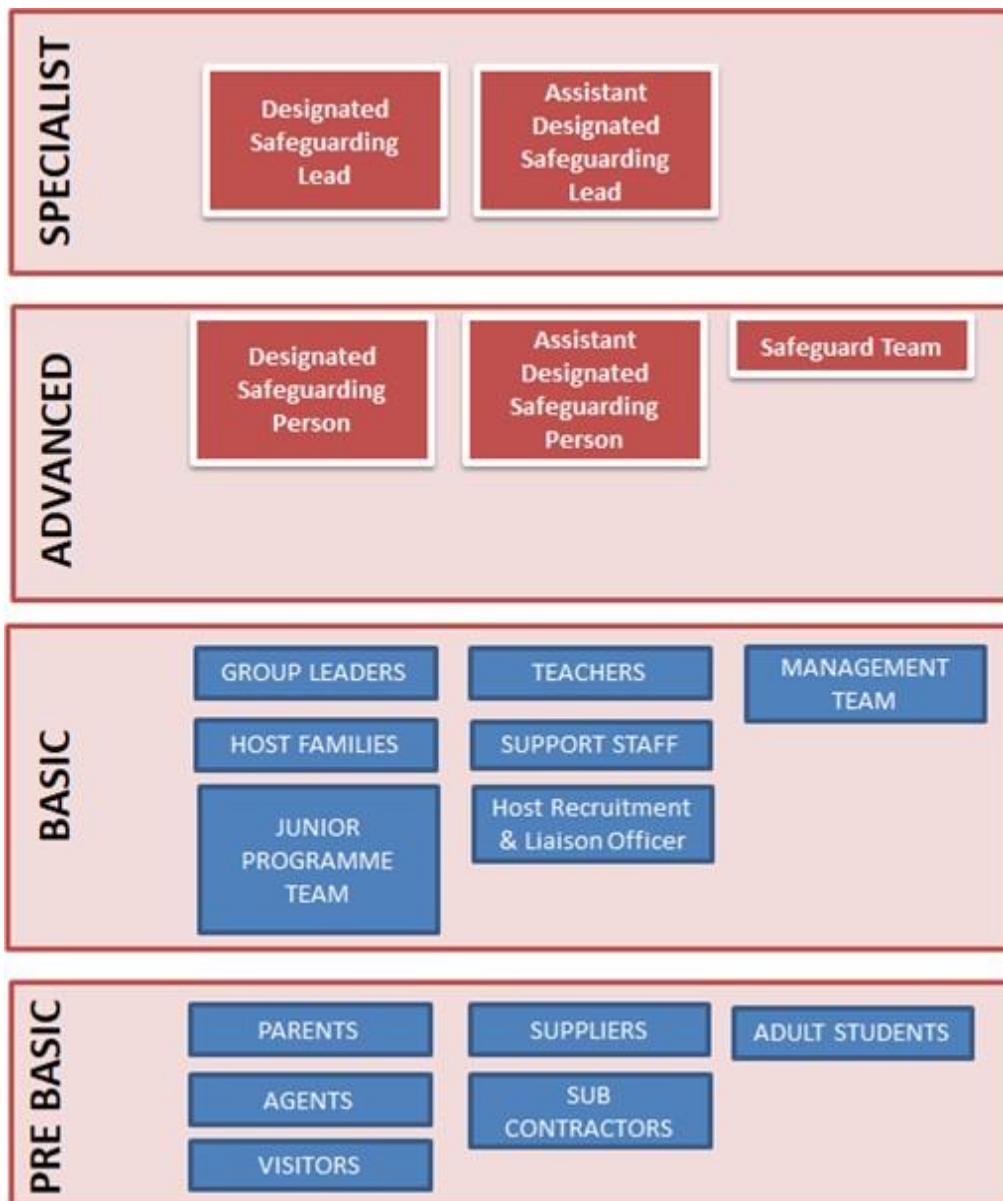 SPECIALIST
Designated
Safeguarding
Lead
Assistant
Designated
Safeguarding
Lead
ADVANCED
Designated
Safeguarding
Person
Assistant
Designated
Safeguarding
Person
Safeguard Team
BASIC
GROUP LEADERS
TEACHERS
MANAGEMENT
TEAM
HOST FAMILIES
SUPPORT STAFF
JUNIOR
PROGRAMME
TEAM
Host Recruitment
& Liaison Officer
PRE BASIC
PARENTS
SUPPLIERS
ADULT STUDENTS
AGENTS
SUB
CONTRACTORS
VISITORS